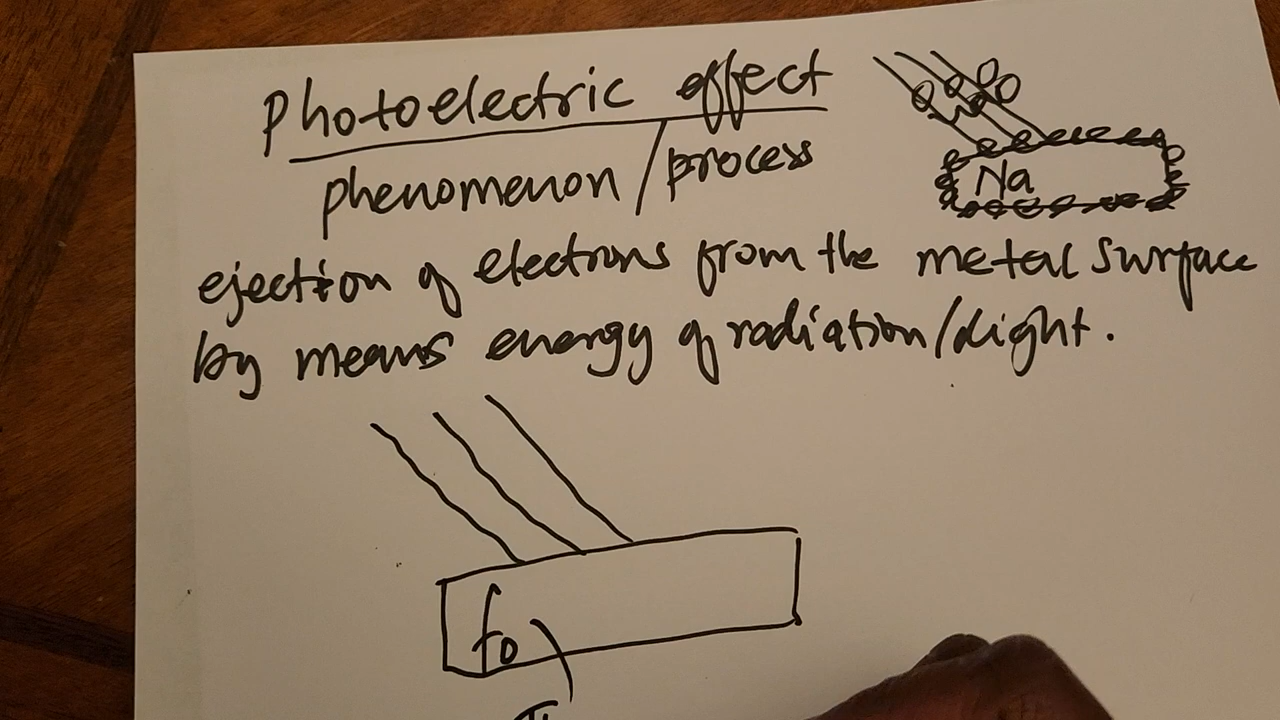 Photoelectric effect
phenomenon/process
Na
ejection of electrons from the metal surface
by means energy of radiation/light.
fo